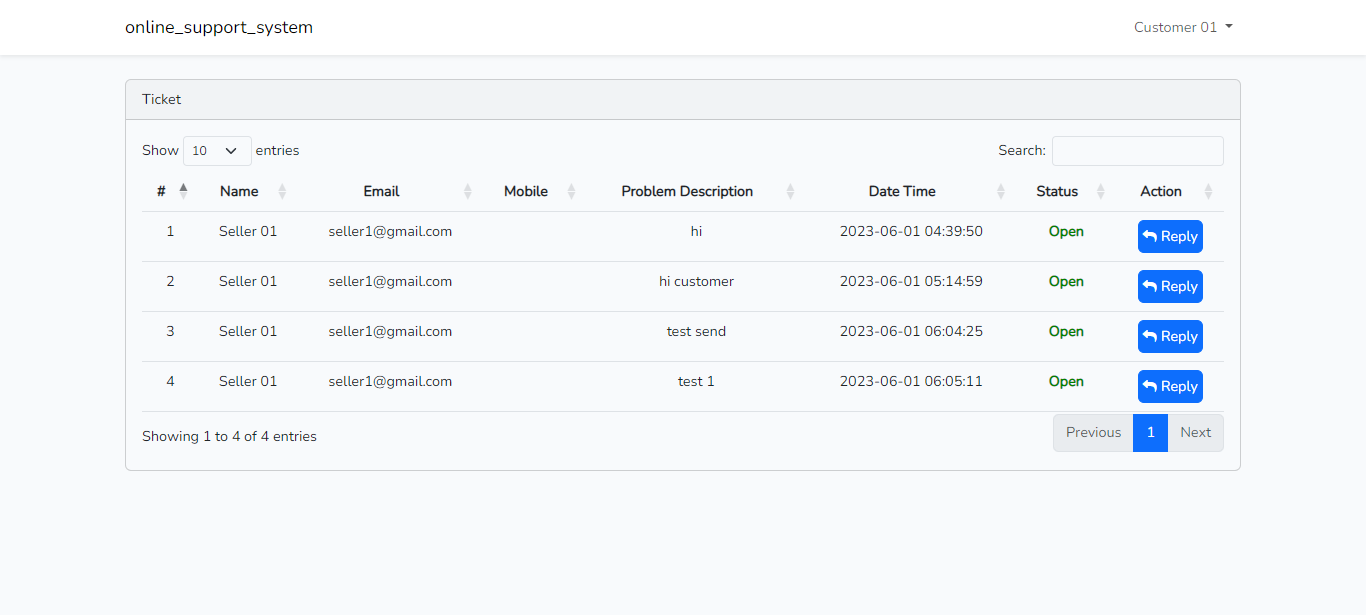 online_support_system Customer 01
Ticket
Show 10 entries Search:
# Name Email Mobile Problem Description Date Time Status Action
1 Seller 01 seller1@gmail.com hi 2023-06-01 04:39:50 Open Reply
2 Seller 01 seller1@gmail.com hi customer 2023-06-01 05:14:59 Open Reply
3 Seller 01 seller1@gmail.com test send 2023-06-01 06:04:25 Open Reply
4 Seller 01 seller1@gmail.com test 1 2023-06-01 06:05:11 Open Reply
Showing 1 to 4 of 4 entries Previous 1 Next